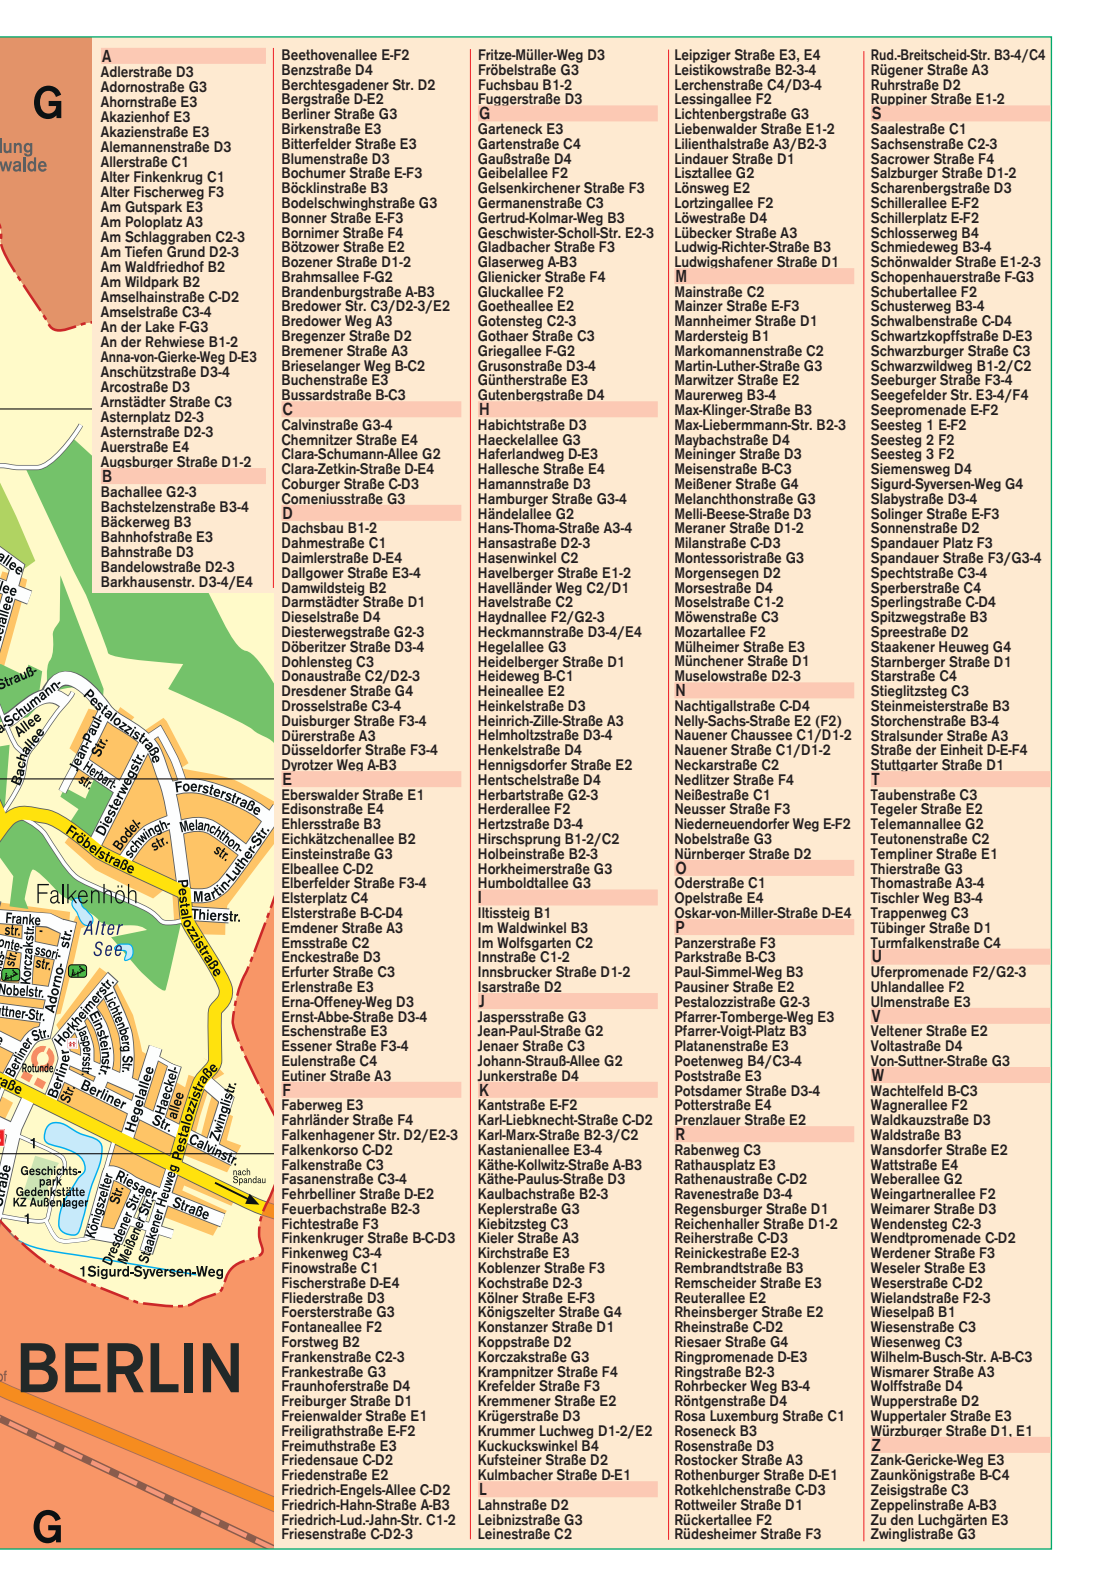 G
lung
walde
A
Adlerstraße D3
Adornostraße G3
Ahornstraße E3
Akazienhof E3
Akazienstraße E3
Alemannenstraße D3
Allerstraße C1
Alter Finkenkrug C1
Alter Fischerweg F3
Am Gutspark E3
Am Poloplatz A3
Am Schlaggraben C2-3
Am Tiefen Grund D2-3
Am Waldfriedhof B2
Am Wildpark B2
Amselhainstraße C-D2
Amselstraße C3-4
An der Lake F-G3
An der Rehwiese B1-2
Anna-von-Gierke-Weg D-E3
Anschützstraße D3-4
Arcostraße D3
Arnstädter Straße C3
Asternplatz D2-3
Asternstraße D2-3
Auerstraße E4
Augsburger Straße D1-2
B
Bachallee G2-3
Bachstelzenstraße B3-4
Bäckerweg B3
Bahnhofstraße E3
Bahnstraße D3
Bandelowstraße D2-3
Barkhausenstr. D3-4/E4
Beethovenallee E-F2
Benzstraße D4
Berchtesgadener Str. D2
Bergstraße D-E2
Berliner Straße G3
Birkenstraße E3
Bitterfelder Straße E3
Blumenstraße D3
Bochumer Straße E-F3
Böcklinstraße B3
Bodelschwinghstraße G3
Bonner Straße E-F3
Bornimer Straße F4
Bötzower Straße E2
Bozener Straße D1-2
Brahmsallee F-G2
Brandenburgstraße A-B3
Bredower Str. C3/D2-3/E2
Bredower Weg A3
Bregenzer Straße D2
Bremener Straße A3
Brieselanger Weg B-C2
Buchenstraße E3
Bussardstraße B-C3
C
Calvinstraße G3-4
Chemnitzer Straße E4
Clara-Schumann-Allee G2
Clara-Zetkin-Straße D-E4
Coburger Straße C-D3
Comeniusstraße G3
D
Dachsbau B1-2
Dahmestraße C1
Daimlerstraße D-E4
Dallgower Straße E3-4
Damwildsteig B2
Darmstädter Straße D1
Dieselstraße D4
Diesterwegstraße G2-3
Döberitzer Straße D3-4
Dohlensteg C3
Donaustraße C2/D2-3
Dresdener Straße G4
Drosselstraße C3-4
Duisburger Straße F3-4
Dürerstraße A3
Düsseldorfer Straße F3-4
Dyrotzer Weg A-B3
E
Eberswalder Straße E1
Edisonstraße E4
Ehlersstraße B3
Eichkätzchenallee B2
Einsteinstraße G3
Elbeallee C-D2
Elberfelder Straße F3-4
Elsterplatz C4
Elsterstraße B-C-D4
Emdener Straße A3
Emsstraße C2
Enckestraße D3
Erfurter Straße C3
Erlenstraße E3
Erna-Offeney-Weg D3
Ernst-Abbe-Straße D3-4
Eschenstraße E3
Essener Straße F3-4
Eulenstraße C4
Eutiner Straße A3
F
Faberweg E3
Fahrländer Straße F4
Falkenhagener Str. D2/E2-3
Falkenkorso C-D2
Falkenstraße C3
Fasanenstraße C3-4
Fehrbelliner Straße D-E2
Feuerbachstraße B2-3
Fichtestraße F3
Finkenkruger Straße B-C-D3
Finkenweg C3-4
Finowstraße C1
Fischerstraße D-E4
Fliederstraße D3
Foersterstraße G3
Fontaneallee F2
Forstweg B2
Frankenstraße C2-3
Frankestraße G3
Fraunhoferstraße D4
Freiburger Straße D1
Freienwalder Straße E1
Freiligrathstraße E-F2
Freimuthstraße E3
Friedensaue C-D2
Friedenstraße E2
Friedrich-Engels-Allee C-D2
Friedrich-Hahn-Straße A-B3
Friedrich-Lud.-Jahn-Str. C1-2
Friesenstraße C-D2-3
Fritze-Müller-Weg D3
Fröbelstraße G3
Fuchsbau B1-2
Fuggerstraße D3
G
Garteneck E3
Gartenstraße C4
Gaußstraße D4
Geibelallee F2
Gelsenkirchener Straße F3
Germanenstraße C3
Gertrud-Kolmar-Weg B3
Geschwister-Scholl-Str. E2-3
Gladbacher Straße F3
Glaserweg A-B3
Glienicker Straße F4
Gluckallee F2
Goetheallee E2
Gotensteg C2-3
Gothaer Straße C3
Griegallee F-G2
Grusonstraße D3-4
Güntherstraße E3
Gutenbergstraße D4
H
Habichtstraße D3
Haeckelallee G3
Haferlandweg D-E3
Hallesche Straße E4
Hamannstraße D3
Hamburger Straße G3-4
Händelallee G2
Hans-Thoma-Straße A3-4
Hansastraße D2-3
Hasenwinkel C2
Havelberger Straße E1-2
Havelländer Weg C2/D1
Havelstraße C2
Haydnallee F2/G2-3
Heckmannstraße D3-4/E4
Hegelallee G3
Heidelberger Straße D1
Heideweg B-C1
Heineallee E2
Heinkelstraße D3
Heinrich-Zille-Straße A3
Helmholtzstraße D3-4
Henkelstraße D4
Hennigsdorfer Straße E2
Hentschelstraße D4
Herbartstraße G2-3
Herderallee F2
Hertzstraße D3-4
Hirschsprung B1-2/C2
Holbeinstraße B2-3
Horkheimerstraße G3
Humboldtallee G3
I
Iltissteig B1
Im Waldwinkel B3
Im Wolfsgarten C2
Innstraße C1-2
Innsbrucker Straße D1-2
Isarstraße D2
J
Jaspersstraße G3
Jean-Paul-Straße G2
Jenaer Straße C3
Johann-Strauß-Allee G2
Junkerstraße D4
K
Kantstraße E-F2
Karl-Liebknecht-Straße C-D2
Karl-Marx-Straße B2-3/C2
Kastanienallee E3-4
Käthe-Kollwitz-Straße A-B3
Käthe-Paulus-Straße D3
Kaulbachstraße B2-3
Keplerstraße G3
Kiebitzsteg C3
Kieler Straße A3
Kirchstraße E3
Koblenzer Straße F3
Kochstraße D2-3
Kölner Straße E-F3
Königszelter Straße G4
Konstanzer Straße D1
Koppstraße D2
Korczakstraße G3
Krampnitzer Straße F4
Krefelder Straße F3
Kremmener Straße E2
Krügerstraße D3
Krummer Luchweg D1-2/E2
Kuckuckswinkel B4
Kufsteiner Straße D2
Kulmbacher Straße D-E1
L
Lahnstraße D2
Leibnizstraße G3
Leinestraße C2
Leipziger Straße E3, E4
Leistikowstraße B2-3-4
Lerchenstraße C4/D3-4
Lessingallee F2
Lichtenbergstraße G3
Liebenwalder Straße E1-2
Lilienthalstraße A3/B2-3
Lindauer Straße D1
Lisztallee G2
Lönsweg E2
Lortzingallee F2
Löwestraße D4
Lübecker Straße A3
Ludwig-Richter-Straße B3
Ludwigshafener Straße D1
M
Mainstraße C2
Mainzer Straße E-F3
Mannheimer Straße D1
Mardersteig B1
Markomannenstraße C2
Martin-Luther-Straße G3
Marwitzer Straße E2
Maurerweg B3-4
Max-Klinger-Straße B3
Max-Liebermmann-Str. B2-3
Maybachstraße D4
Meininger Straße D3
Meisenstraße B-C3
Meißener Straße G4
Melanchthonstraße G3
Melli-Beese-Straße D3
Meraner Straße D1-2
Milanstraße C-D3
Montessoristraße G3
Morgensegen D2
Morsestraße D4
Moselstraße C1-2
Möwenstraße C3
Mozartallee F2
Mülheimer Straße E3
Münchener Straße D1
Muselowstraße D2-3
N
Nachtigallstraße C-D4
Nelly-Sachs-Straße E2 (F2)
Nauener Chaussee C1/D1-2
Nauener Straße C1/D1-2
Neckarstraße C2
Nedlitzer Straße F4
Neißestraße C1
Neusser Straße F3
Niederneuendorfer Weg E-F2
Nobelstraße G3
Nürnberger Straße D2
O
Oderstraße C1
Opelstraße E4
Oskar-von-Miller-Straße D-E4
P
Panzerstraße F3
Parkstraße B-C3
Paul-Simmel-Weg B3
Pausiner Straße E2
Pestalozzistraße G2-3
Pfarrer-Tomberge-Weg E3
Pfarrer-Voigt-Platz B3
Platanenstraße E3
Poetenweg B4/C3-4
Poststraße E3
Potsdamer Straße D3-4
Potterstraße E4
Prenzlauer Straße E2
R
Rabenweg C3
Rathausplatz E3
Rathenaustraße C-D2
Ravenestraße D3-4
Regensburger Straße D1
Reichenhaller Straße D1-2
Reiherstraße C-D3
Reinickestraße E2-3
Rembrandtstraße B3
Remscheider Straße E3
Reuterallee E2
Rheinsberger Straße E2
Rheinstraße C-D2
Riesaer Straße G4
Ringpromenade D-E3
Ringstraße B2-3
Rohrbecker Weg B3-4
Röntgenstraße D4
Rosa Luxemburg Straße C1
Roseneck B3
Rosenstraße D3
Rostocker Straße A3
Rothenburger Straße D-E1
Rotkehlchenstraße C-D3
Rottweiler Straße D1
Rückertallee F2
Rüdesheimer Straße F3
Rud.-Breitscheid-Str. B3-4/C4
Rügener Straße A3
Ruhrstraße D2
Ruppiner Straße E1-2
S
Saalestraße C1
Sachsenstraße C2-3
Sacrower Straße F4
Salzburger Straße D1-2
Scharenbergstraße D3
Schillerallee E-F2
Schillerplatz E-F2
Schlosserweg B4
Schmiedeweg B3-4
Schönwalder Straße E1-2-3
Schopenhauerstraße F-G3
Schubertallee F2
Schusterweg B3-4
Schwalbenstraße C-D4
Schwartzkopffstraße D-E3
Schwarzburger Straße C3
Schwarzwildweg B1-2/C2
Seeburger Straße F3-4
Seegefelder Str. E3-4/F4
Seepromenade E-F2
Seesteg 1 E-F2
Seesteg 2 F2
Seesteg 3 F2
Siemensweg D4
Sigurd-Syversen-Weg G4
Slabystraße D3-4
Solinger Straße E-F3
Sonnenstraße D2
Spandauer Platz F3
Spandauer Straße F3/G3-4
Spechtstraße C3-4
Sperberstraße C4
Sperlingstraße C-D4
Spitzwegstraße B3
Spreestraße D2
Staakener Heuweg G4
Starnberger Straße D1
Starstraße C4
Stieglitzsteg C3
Steinmeisterstraße B3
Storchenstraße B3-4
Stralsunder Straße A3
Straße der Einheit D-E-F4
Stuttgarter Straße D1
T
Taubenstraße C3
Tegeler Straße E2
Telemannallee G2
Teutonenstraße C2
Templiner Straße E1
Thierstraße G3
Thomastraße A3-4
Tischler Weg B3-4
Trappenweg C3
Tübinger Straße D1
Turmfalkenstraße C4
U
Uferpromenade F2/G2-3
Uhlandallee F2
Ulmenstraße E3
V
Veltener Straße E2
Voltastraße D4
Von-Suttner-Straße G3
W
Wachtelfeld B-C3
Wagnerallee F2
Waldkauzstraße D3
Waldstraße B3
Wansdorfer Straße E2
Wattstraße E4
Weberallee G2
Weingartnerallee F2
Weimarer Straße D3
Wendensteg C2-3
Wendtpromenade C-D2
Werdener Straße F3
Weseler Straße E3
Weserstraße C-D2
Wielandstraße F2-3
Wieselpaß B1
Wiesenstraße C3
Wiesenweg C3
Wilhelm-Busch-Str. A-B-C3
Wismarer Straße A3
Wolffstraße D4
Wupperstraße D2
Wuppertaler Straße E3
Würzburger Straße D1, E1
Z
Zank-Gericke-Weg E3
Zaunkönigstraße B-C4
Zeisigstraße C3
Zeppelinstraße A-B3
Zu den Luchgärten E3
Zwinglistraße G3
Strauß-
a-Schumann-
Allee
Bachallee
Pestalozzistraße
Jean-Paul-
Str.
Herbart-
str.
Diesterwegstr.
Foersterstraße
Bodel-
schwingh-
str.
Melanchthon-
str.
Martin-Luther-Str.
Fröbelstraße
Falkenhöh
Pestalozzistraße
Thierstr.
Alter
See
Franke
str.
Korczakstr.
ssori-
str.
Adorno-
str.
Nobelstr.
ttner-Str.
Horkheimerstr.
Lichtenberg Str.
Einsteinstr.
Jaspersstr.
Berliner Str.
Rotunde
Berliner
Str.
Berliner
Str.
Hegelallee
Haeckel-
allee
Pestalozzistraße
Zwinglistr.
Calvinstr.
nach
Spandau
aße
1
Geschichts-
park
Gedenkstätte
KZ Außenlager
1
Straße
Königszelter
Str.
Riesaer
Straße
Dresdener Str.
Meißener Str.
Staakener Heuweg
1Sigurd-Syversen-Weg
BERLIN
of
G